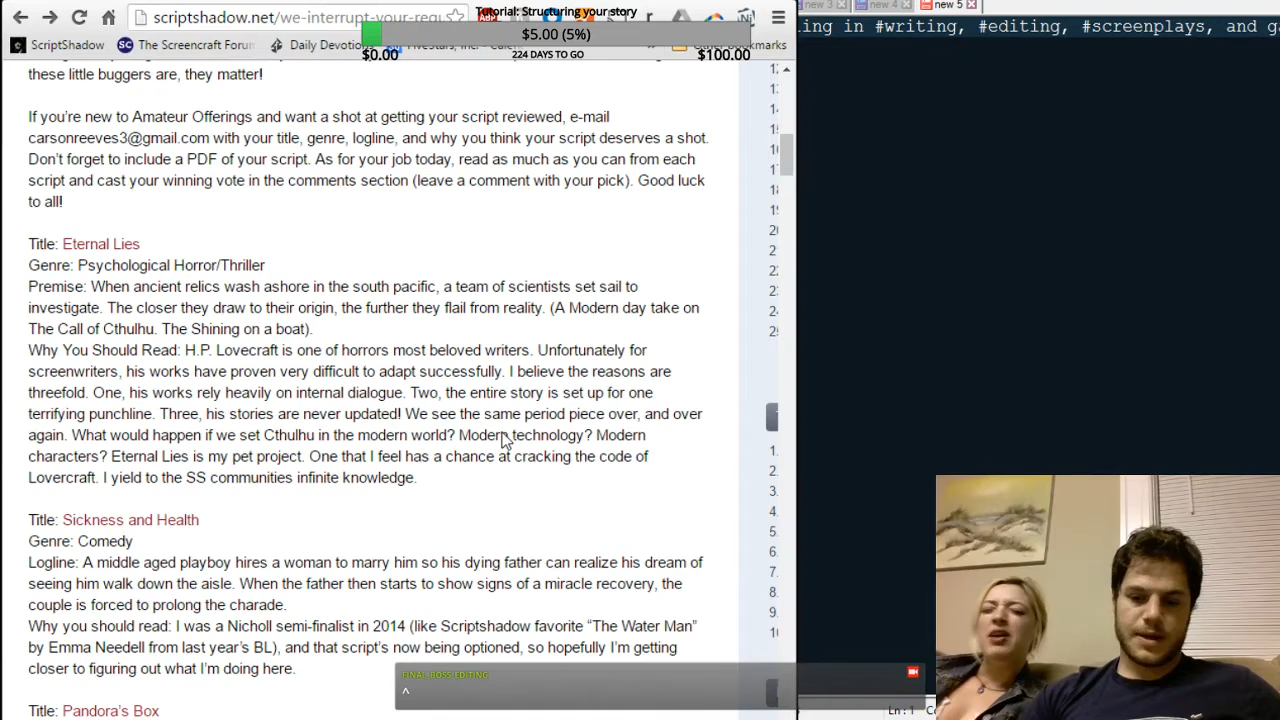 new 3
new 4
new 5
scriptshadow.net/we-interrupt-your-requ
Tutorial: Structuring your story
$5.00 (5%)
$0.00
224 DAYS TO GO
$100.00
ling in #writing, #editing, #screenplays, and ga
ScriptShadow
The Screencraft Forum
Daily Devotio
Other bookmarks
these little buggers are, they matter!
If you're new to Amateur Offerings and want a shot at getting your script reviewed, e-mail
carsonreeves3@gmail.com with your title, genre, logline, and why you think your script deserves a shot.
Don't forget to include a PDF of your script. As for your job today, read as much as you can from each
script and cast your winning vote in the comments section (leave a comment with your pick). Good luck
to all!
Title: Eternal Lies
Genre: Psychological Horror/Thriller
Premise: When ancient relics wash ashore in the south pacific, a team of scientists set sail to
investigate. The closer they draw to their origin, the further they flail from reality. (A Modern day take on
The Call of Cthulhu. The Shining on a boat).
Why You Should Read: H.P. Lovecraft is one of horrors most beloved writers. Unfortunately for
screenwriters, his works have proven very difficult to adapt successfully. I believe the reasons are
threefold. One, his works rely heavily on internal dialogue. Two, the entire story is set up for one
terrifying punchline. Three, his stories are never updated! We see the same period piece over, and over
again. What would happen if we set Cthulhu in the modern world? Modern technology? Modern
characters? Eternal Lies is my pet project. One that I feel has a chance at cracking the code of
Lovercraft. I yield to the SS communities infinite knowledge.
Title: Sickness and Health
Genre: Comedy
Logline: A middle aged playboy hires a woman to marry him so his dying father can realize his dream of
seeing him walk down the aisle. When the father then starts to show signs of a miracle recovery, the
couple is forced to prolong the charade.
Why you should read: I was a Nicholl semi-finalist in 2014 (like Scriptshadow favorite "The Water Man"
by Emma Needell from last year's BL), and that script's now being optioned, so hopefully I'm getting
closer to figuring out what I'm doing here.
Title: Pandora's Box
FINAL_BOSS_EDITING
^
Ln:1